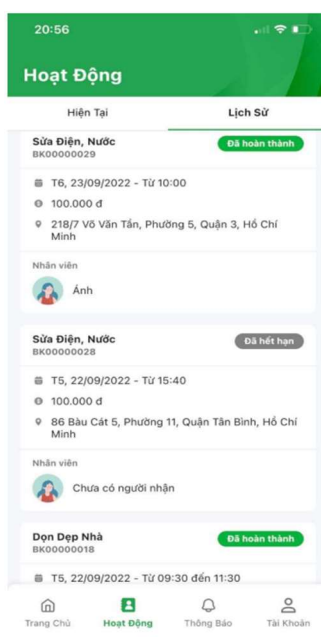 20:56
Hoạt Động
Hiện Tại
Lịch Sử
Sửa Điện, Nước
Đã hoàn thành
BK00000029
T6, 23/09/2022 - Từ 10:00
100.000 đ
218/7 Võ Văn Tần, Phường 5, Quận 3, Hồ Chí
Minh
Nhân viên
Ánh
Sửa Điện, Nước
Đã hết hạn
BK00000028
T5, 22/09/2022 - Từ 15:40
100.000 đ
86 Bàu Cát 5, Phường 11, Quận Tân Bình, Hồ Chí
Minh
Nhân viên
Chưa có người nhận
Dọn Dẹp Nhà
Đã hoàn thành
BK00000018
T5, 22/09/2022 - Từ 09:30 đến 11:30
Trang Chủ
Hoạt Động
Thông Báo
Tài Khoản